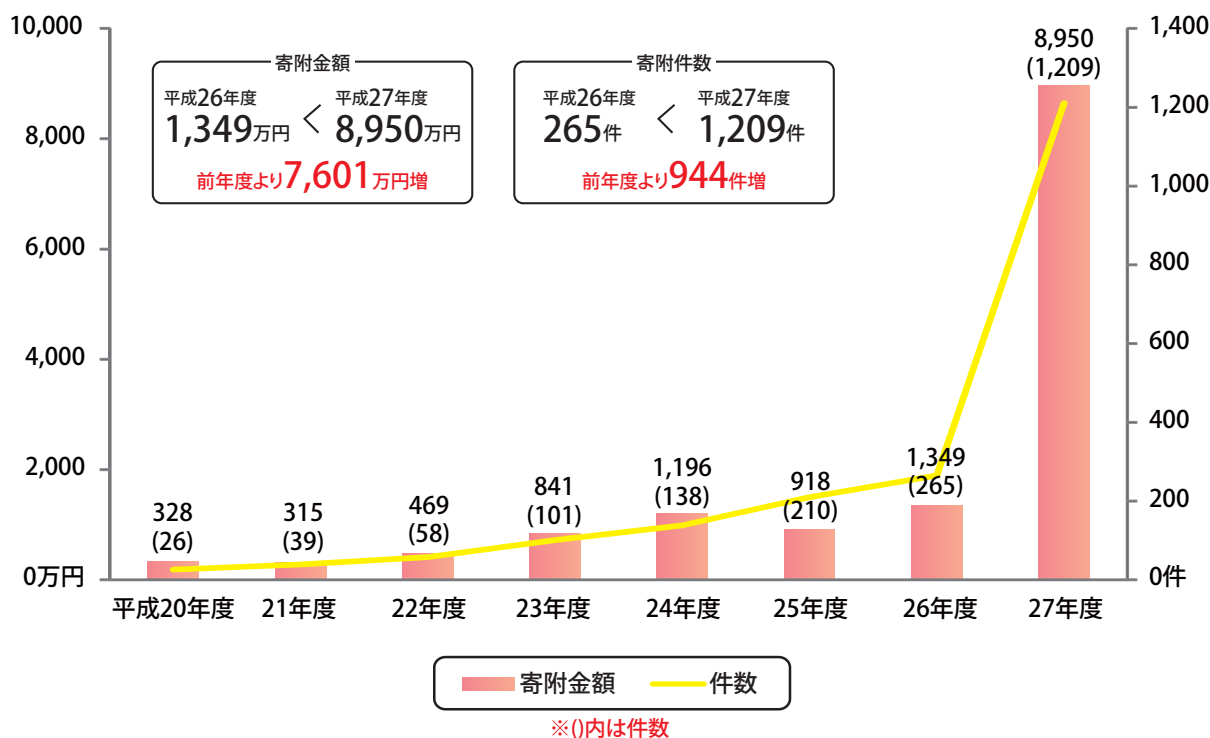 10,000
8,000
6,000
4,000
2,000
0万円
1,400
1,200
1,000
800
600
400
200
0件
寄附金額
平成26年度 平成27年度
1,349万円 < 8,950万円
前年度より7,601万円増
寄附件数
平成26年度 平成27年度
265件 < 1,209件
前年度より944件増
328
(26)
315
(39)
469
(58)
841
(101)
1,196
(138)
918
(210)
1,349
(265)
8,950
(1,209)
平成20年度 21年度 22年度 23年度 24年度 25年度 26年度 27年度
寄附金額 件数
※()内は件数